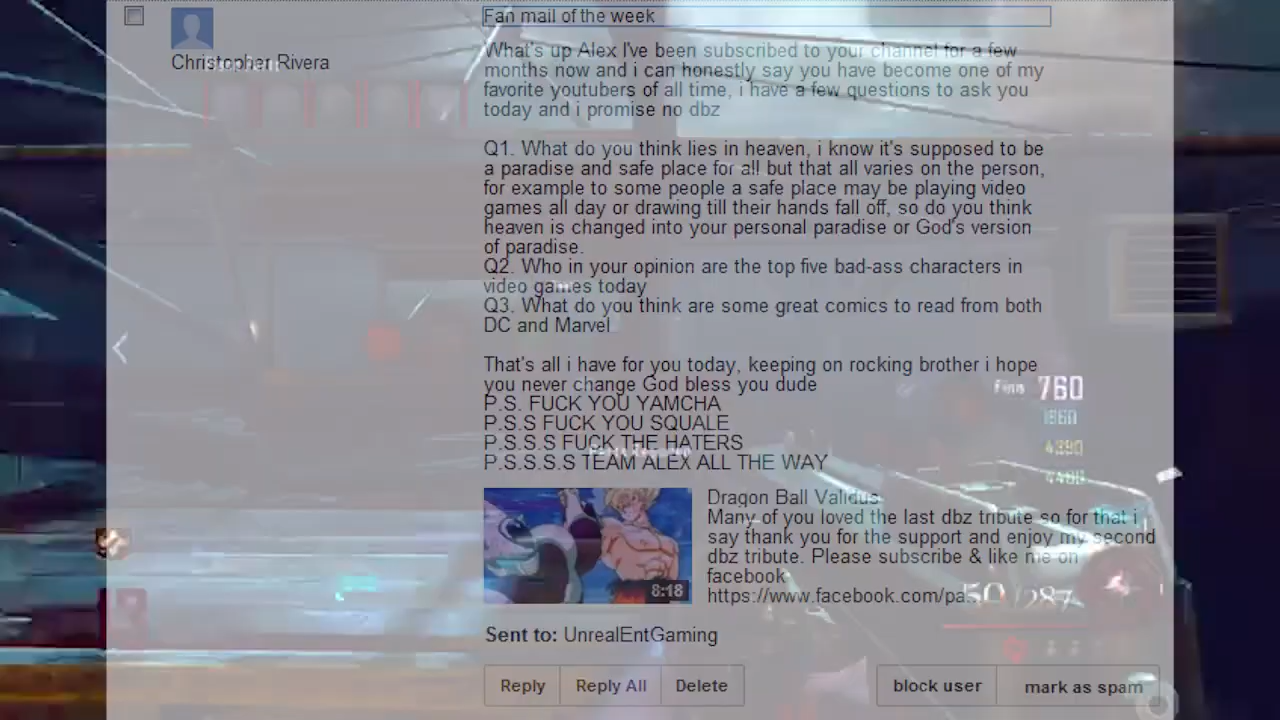 Fan mail of the week
Christopher Rivera
What's up Alex I've been subscribed to your channel for a few
months now and i can honestly say you have become one of my
favorite youtubers of all time, i have a few questions to ask you
today and i promise no dbz
Q1. What do you think lies in heaven, i know it's supposed to be
a paradise and safe place for all but that all varies on the person,
for example to some people a safe place may be playing video
games all day or drawing till their hands fall off, so do you think
heaven is changed into your personal paradise or God's version
of paradise.
Q2. Who in your opinion are the top five bad-ass characters in
video games today
Q3. What do you think are some great comics to read from both
DC and Marvel
That's all i have for you today, keeping on rocking brother i hope
you never change God bless you dude
P.S. FUCK YOU YAMCHA
P.S.S FUCK YOU SQUALE
P.S.S.S FUCK THE HATERS
P.S.S.S.S TEAM ALEX ALL THE WAY
Finn 760
1560
4390
4480
8:18
Dragon Ball Validus
Many of you loved the last dbz tribute so for that i
say thank you for the support and enjoy my second
dbz tribute. Please subscribe & like me on
facebook
https://www.facebook.com/pa...
50/287
Sent to: UnrealEntGaming
Reply Reply All Delete block user mark as spam